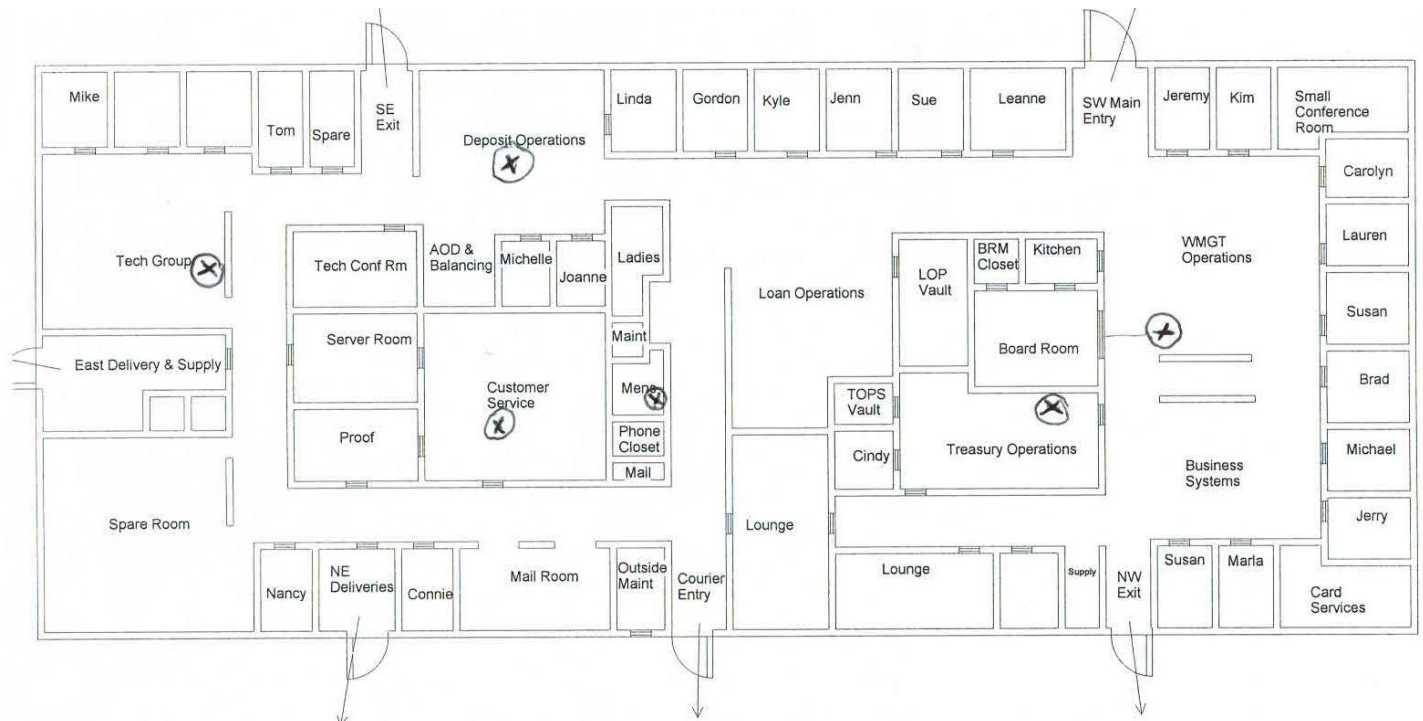 Mike
Tom
Spare
SE
Exit
Deposit Operations
Linda
Gordon
Kyle
Jenn
Sue
Leanne
SW Main
Entry
Jeremy
Kim
Small
Conference
Room
Carolyn
Lauren
Susan
Brad
Michael
Jerry
Tech Group
Tech Conf Rm
AOD &
Balancing
Michelle
Joanne
Ladies
Loan Operations
LOP
Vault
BRM
Closet
Kitchen
WMGT
Operations
East Delivery & Supply
Server Room
Customer
Service
Maint
Mens
Board Room
TOPS
Vault
Proof
Phone
Closet
Mail
Cindy
Treasury Operations
Business
Systems
Spare Room
Lounge
Nancy
NE
Deliveries
Connie
Mail Room
Outside
Maint
Courier
Entry
Lounge
Supply
NW
Exit
Susan
Marla
Card
Services